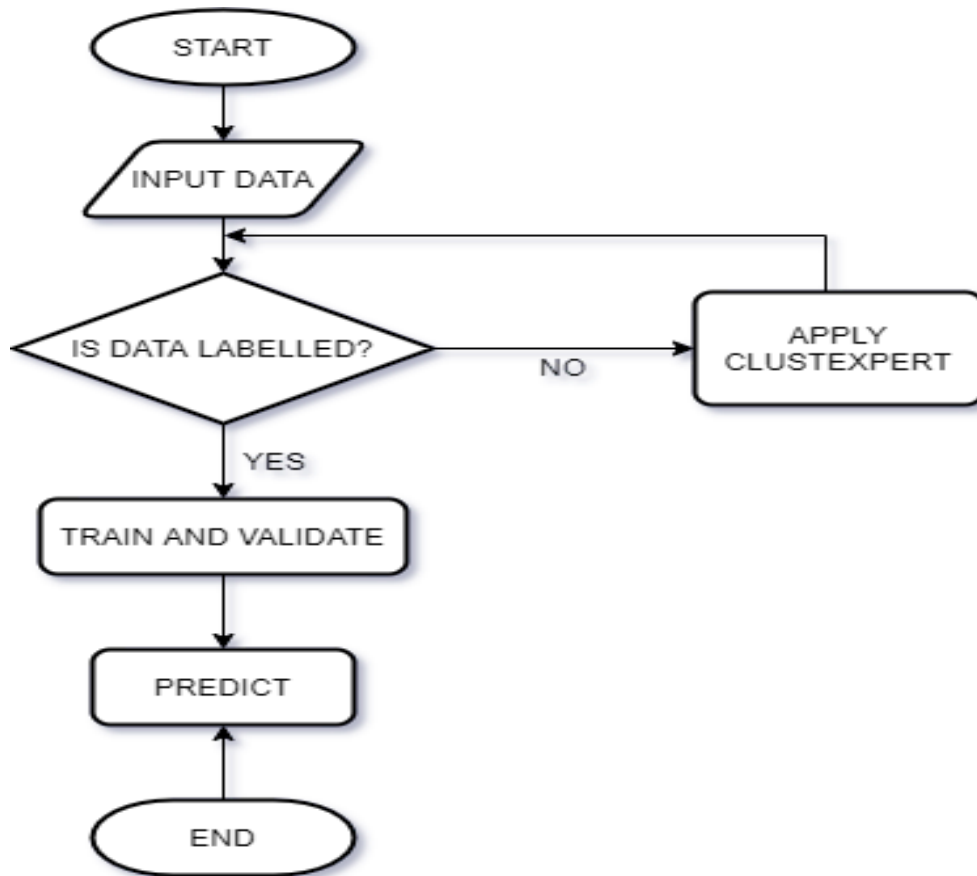 START
INPUT DATA
IS DATA LABELLED?
NO
APPLY
CLUSTEXPERT
YES
TRAIN AND VALIDATE
PREDICT
END